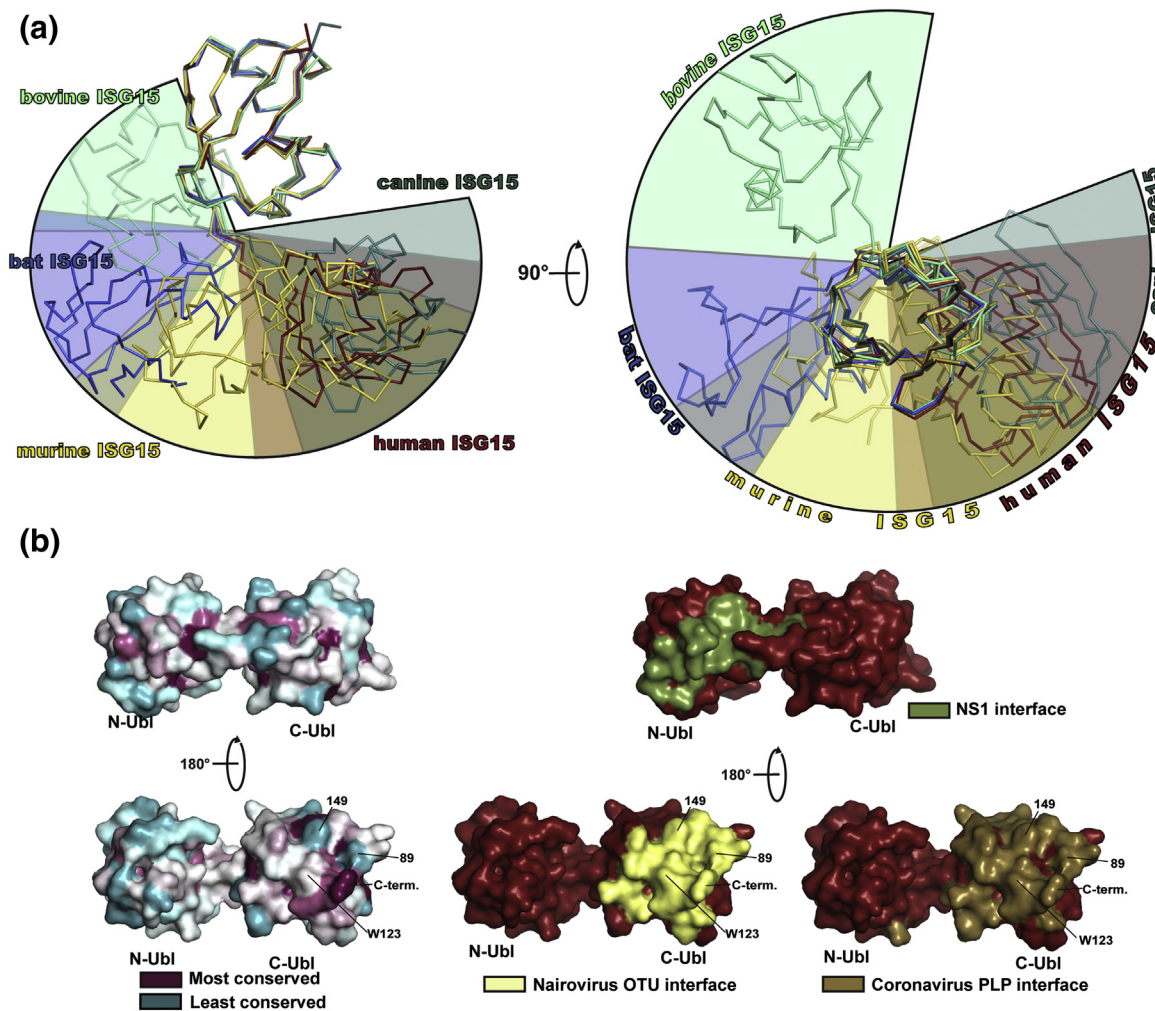 (a)
bovine ISG15
canine ISG15
bat ISG15
murine ISG15
human ISG15
90°
bovine ISG15
ISG15
bat ISG15
murine ISG15
human ISG15
(b)
N-Ubl
C-Ubl
180°
149
89
C-term.
W123
N-Ubl
C-Ubl
Most conserved
Least conserved
N-Ubl
C-Ubl
NS1 interface
180°
149
89
C-term.
W123
N-Ubl
C-Ubl
Nairovirus OTU interface
149
89
C-term.
W123
N-Ubl
C-Ubl
Coronavirus PLP interface